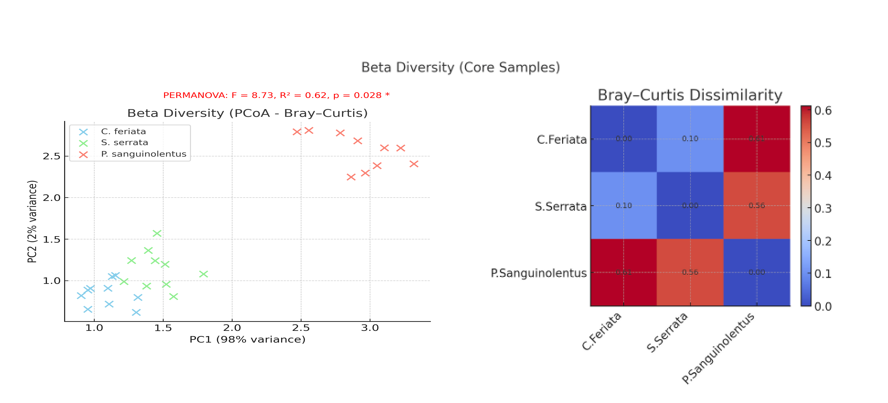 Beta Diversity (Core Samples)
PERMANOVA: F = 8.73, R² = 0.62, p = 0.028 *
Beta Diversity (PCoA - Bray–Curtis)
C. feriata
S. serrata
P. sanguinolentus
PC2 (2% variance)
2.5
2.0
1.5
1.0
1.0
1.5
2.0
2.5
3.0
PC1 (98% variance)
Bray–Curtis Dissimilarity
C.Feriata
0.00
0.10
S.Serrata
0.10
0.00
0.56
P.Sanguinolentus
0.56
0.00
C.Feriata
S.Serrata
P.Sanguinolentus
0.6
0.5
0.4
0.3
0.2
0.1
0.0